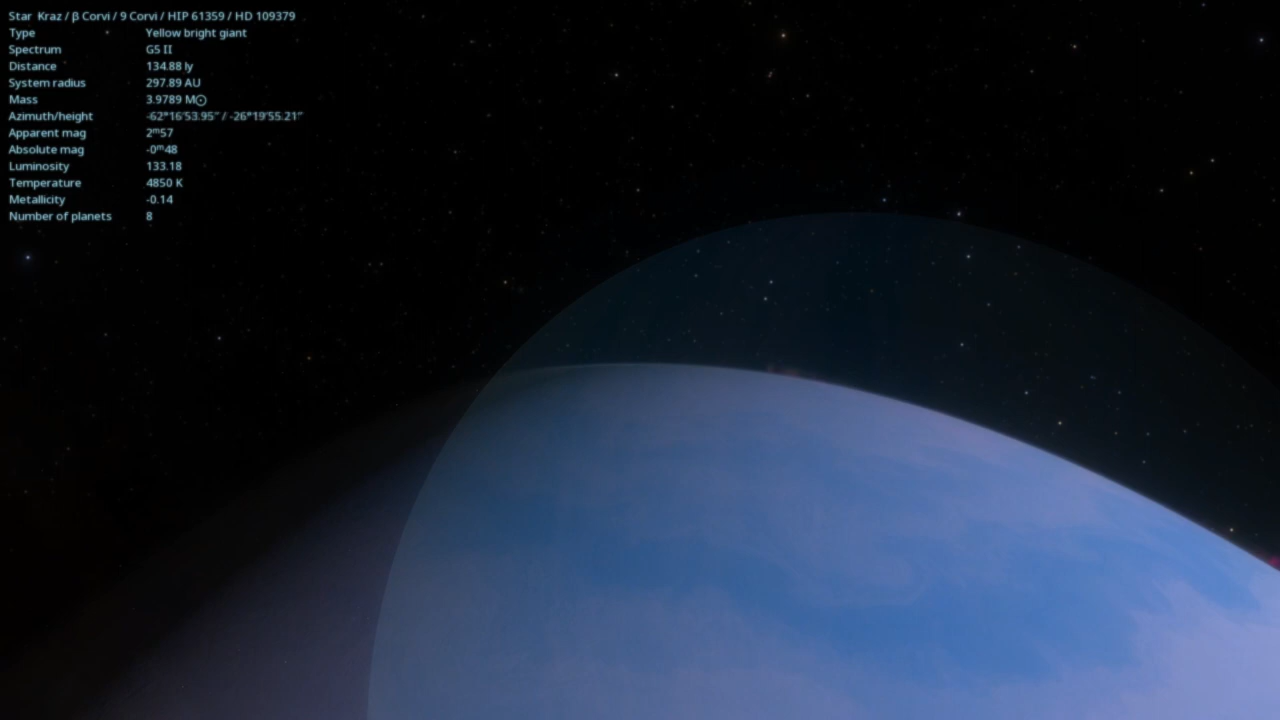 Star Kraz / β Corvi / 9 Corvi / HIP 61359 / HD 109379
Type Yellow bright giant
Spectrum G5 II
Distance 134.88 ly
System radius 297.89 AU
Mass 3.9789 M☉
Azimuth/height -62°16'53.95" / -26°19'55.21"
Apparent mag 2ᵐ57
Absolute mag -0ᵐ48
Luminosity 133.18
Temperature 4850 K
Metallicity -0.14
Number of planets 8